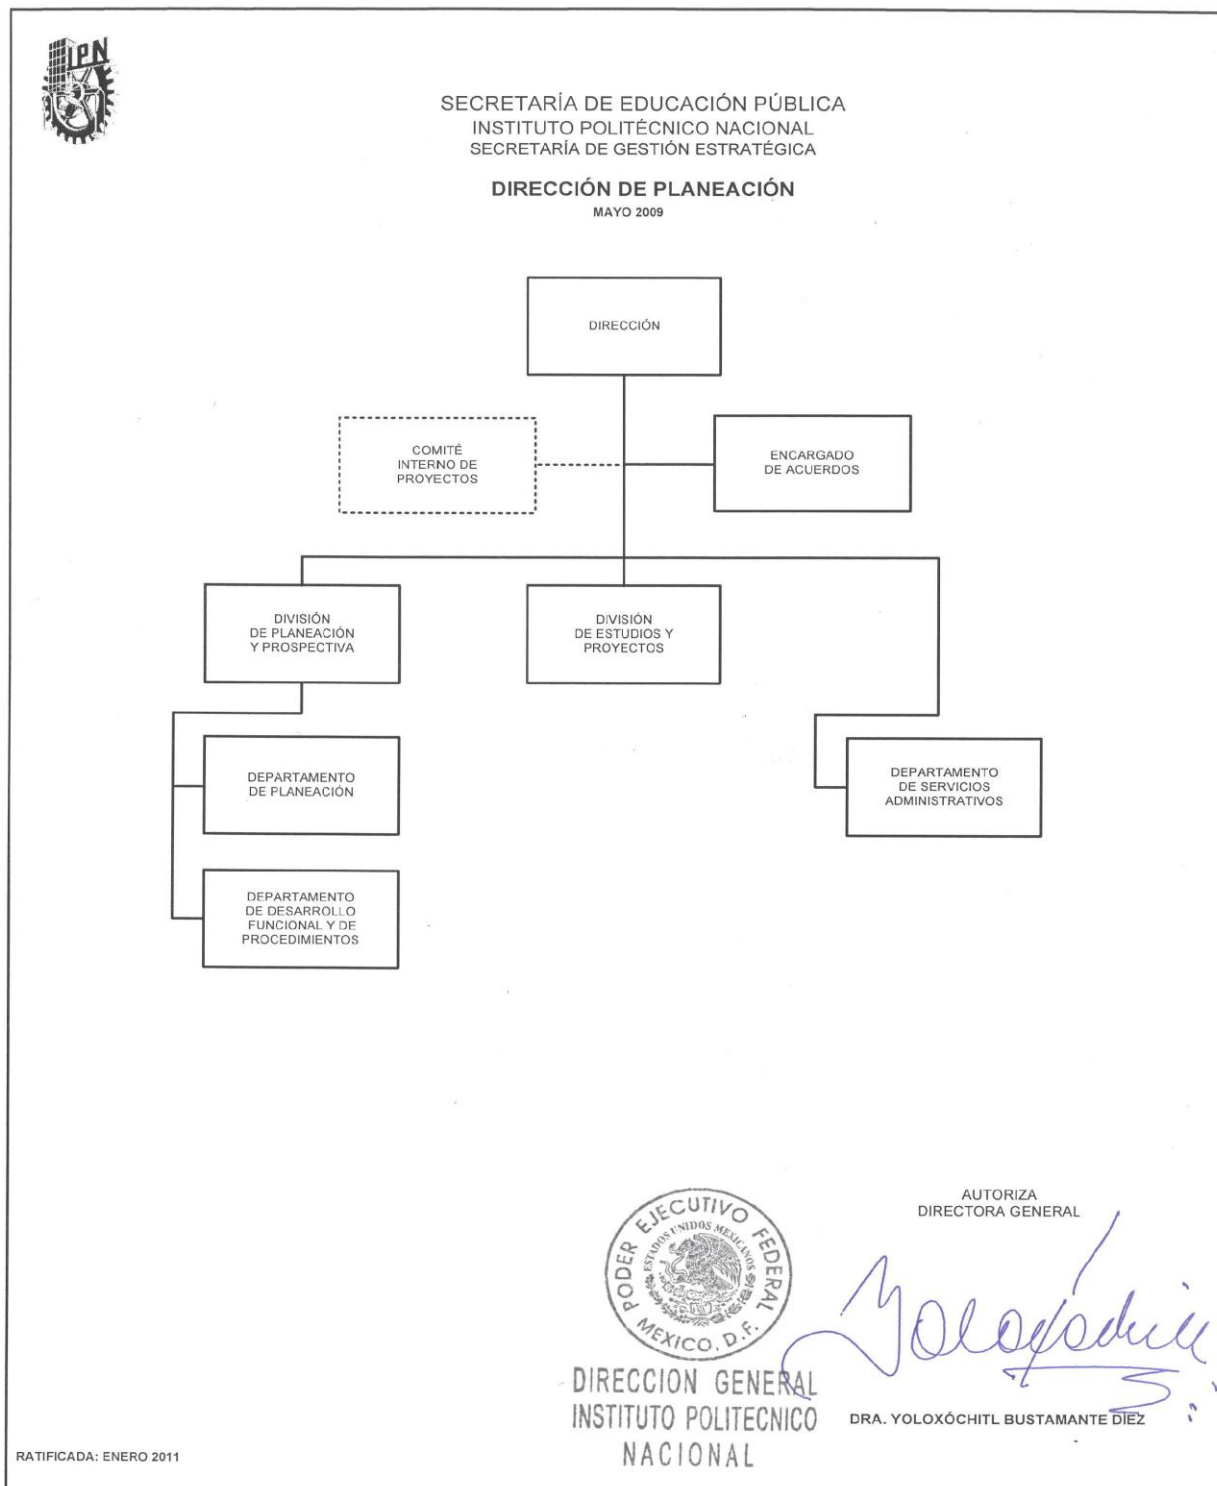 IPN
SECRETARÍA DE EDUCACIÓN PÚBLICA
INSTITUTO POLITÉCNICO NACIONAL
SECRETARÍA DE GESTIÓN ESTRATÉGICA
DIRECCIÓN DE PLANEACIÓN
MAYO 2009
DIRECCIÓN
COMITÉ
INTERNO DE
PROYECTOS
ENCARGADO
DE ACUERDOS
DIVISIÓN
DE PLANEACIÓN
Y PROSPECTIVA
DIVISIÓN
DE ESTUDIOS Y
PROYECTOS
DEPARTAMENTO
DE PLANEACIÓN
DEPARTAMENTO
DE SERVICIOS
ADMINISTRATIVOS
DEPARTAMENTO
DE DESARROLLO
FUNCIONAL Y DE
PROCEDIMIENTOS
AUTORIZA
DIRECTORA GENERAL
PODER EJECUTIVO FEDERAL
ESTADOS UNIDOS MEXICANOS
MEXICO, D.F.
DIRECCION GENERAL
INSTITUTO POLITECNICO
NACIONAL
Yoloxóchitl
DRA. YOLOXÓCHITL BUSTAMANTE DÍEZ
RATIFICADA: ENERO 2011